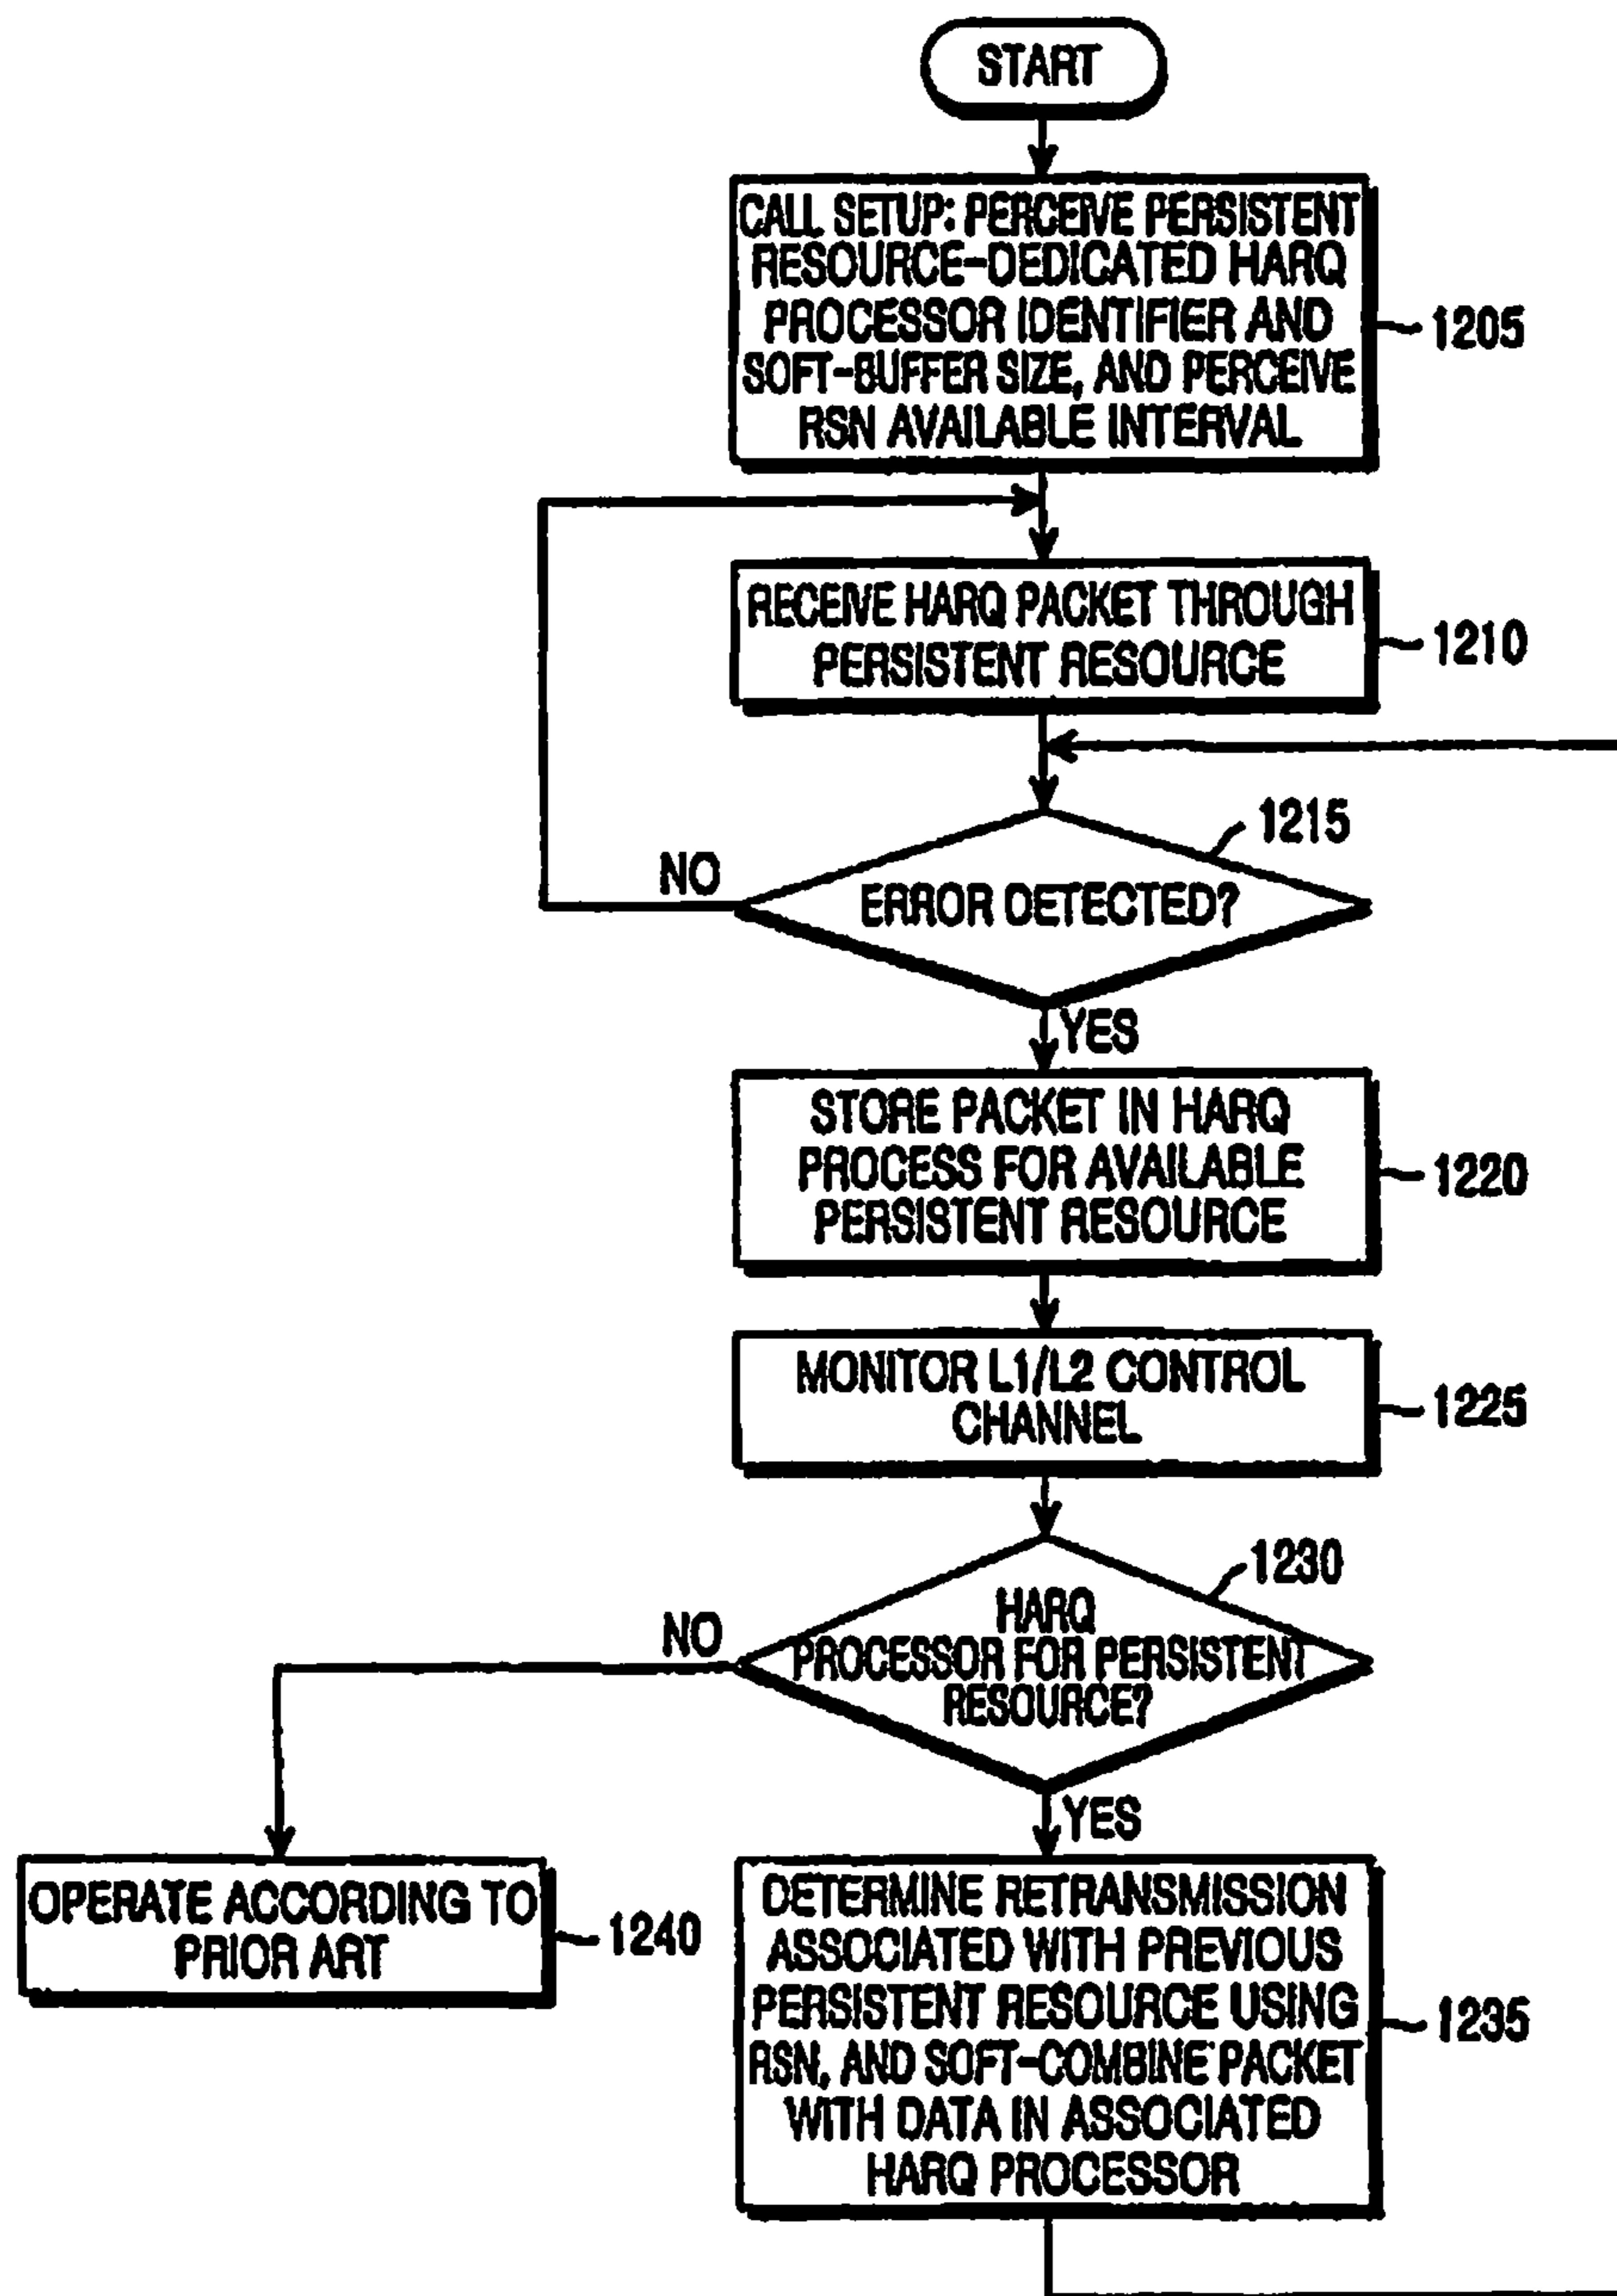 START
CALL SETUP: PERCEIVE PERSISTENT
RESOURCE-DEDICATED HARQ
PROCESSOR IDENTIFIER AND
SOFT-BUFFER SIZE, AND PERCEIVE
RSN AVAILABLE INTERVAL
1205
RECEIVE HARQ PACKET THROUGH
PERSISTENT RESOURCE
1210
1215
NO
ERROR DETECTED?
YES
STORE PACKET IN HARQ
PROCESS FOR AVAILABLE
PERSISTENT RESOURCE
1220
MONITOR L1/L2 CONTROL
CHANNEL
1225
1230
NO
HARQ
PROCESSOR FOR PERSISTENT
RESOURCE?
YES
OPERATE ACCORDING TO
PRIOR ART
1240
DETERMINE RETRANSMISSION
ASSOCIATED WITH PREVIOUS
PERSISTENT RESOURCE USING
RSN, AND SOFT-COMBINE PACKET
WITH DATA IN ASSOCIATED
HARQ PROCESSOR
1235